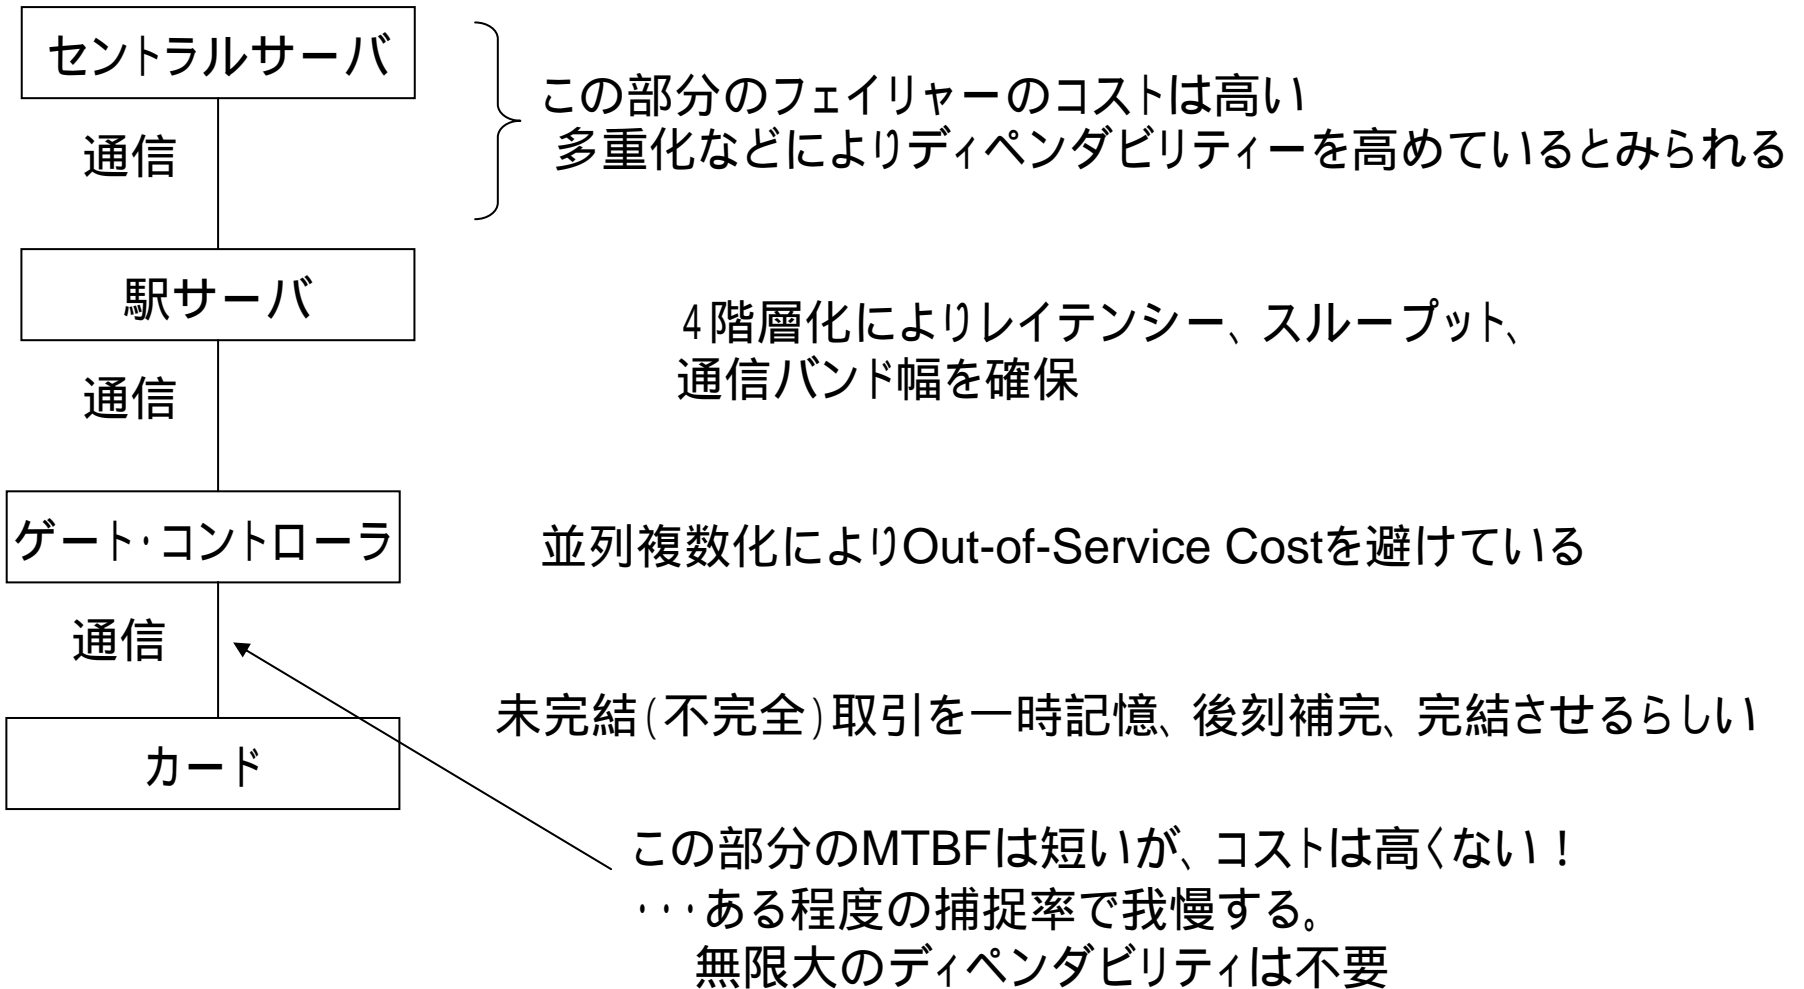 セントラルサーバ
この部分のフェイリャーのコストは高い
多重化などによりディペンダビリティーを高めているとみられる
通信
駅サーバ
4階層化によりレイテンシー、スループット、
通信バンド幅を確保
通信
ゲート・コントローラ
並列複数化によりOut-of-Service Costを避けている
通信
未完結(不完全)取引を一時記憶、後刻補完、完結させるらしい
カード
この部分のMTBFは短いが、コストは高くない!
・・・ある程度の捕捉率で我慢する。
無限大のディペンダビリティは不要